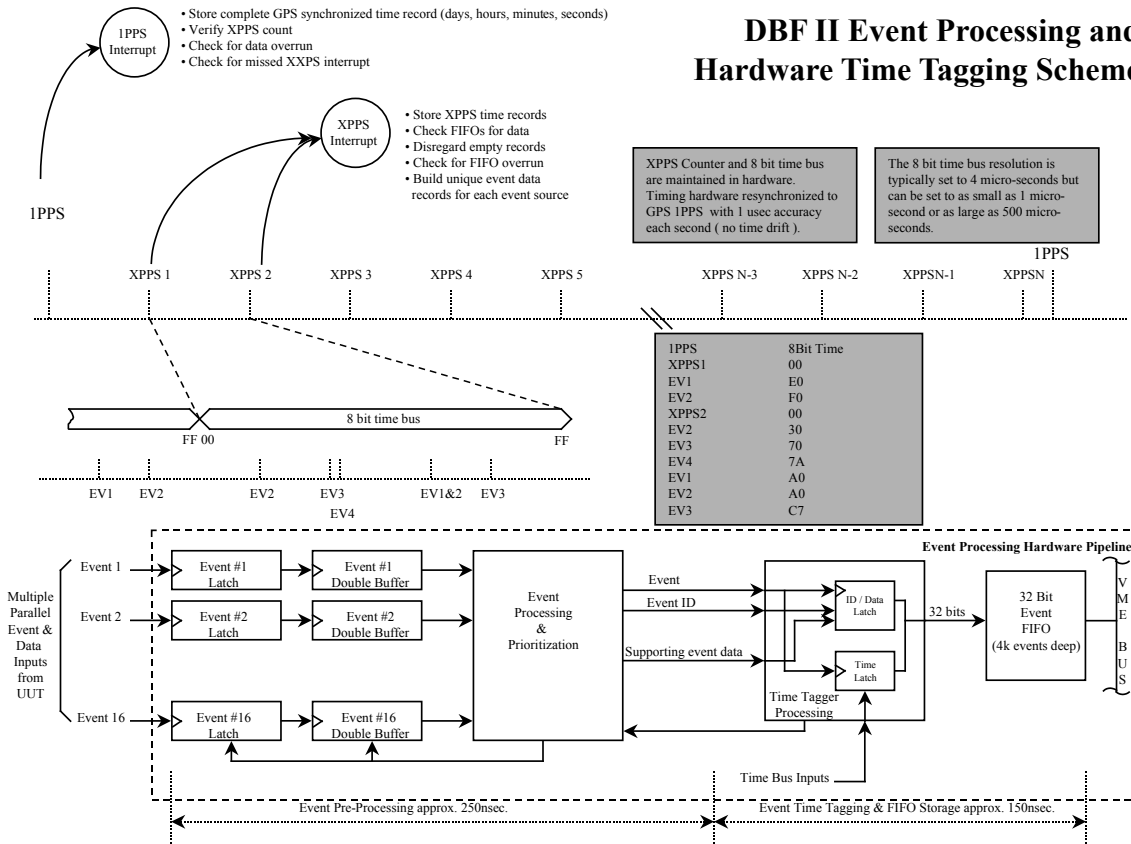 DBF II Event Processing and
Hardware Time Tagging Scheme
1PPS
Interrupt
• Store complete GPS synchronized time record (days, hours, minutes, seconds)
• Verify XPPS count
• Check for data overrun
• Check for missed XXPS interrupt
XPPS
Interrupt
• Store XPPS time records
• Check FIFOs for data
• Disregard empty records
• Check for FIFO overrun
• Build unique event data
records for each event source
XPPS Counter and 8 bit time bus
are maintained in hardware.
Timing hardware resynchronized to
GPS 1PPS with 1 usec accuracy
each second ( no time drift ).
The 8 bit time bus resolution is
typically set to 4 micro-seconds but
can be set to as small as 1 micro-
second or as large as 500 micro-
seconds.
1PPS
1PPS
XPPS 1
XPPS 2
XPPS 3
XPPS 4
XPPS 5
XPPS N-3
XPPS N-2
XPPSN-1
XPPSN
1PPS 8Bit Time
XPPS1 00
EV1 E0
EV2 F0
XPPS2 00
EV2 30
EV3 70
EV4 7A
EV1 A0
EV2 A0
EV3 C7
8 bit time bus
FF 00
FF
EV1
EV2
EV2
EV3
EV4
EV1&2
EV3
Event Processing Hardware Pipeline
Multiple
Parallel
Event &
Data
Inputs
from
UUT
Event 1
Event 2
Event 16
Event #1
Latch
Event #1
Double Buffer
Event #2
Latch
Event #2
Double Buffer
Event #16
Latch
Event #16
Double Buffer
Event
Processing
&
Prioritization
Event
Event ID
Supporting event data
ID / Data
Latch
Time
Latch
Time Tagger
Processing
Time Bus Inputs
32 bits
32 Bit
Event
FIFO
(4k events deep)
V
M
E
B
U
S
Event Pre-Processing approx. 250nsec.
Event Time Tagging & FIFO Storage approx. 150nsec.